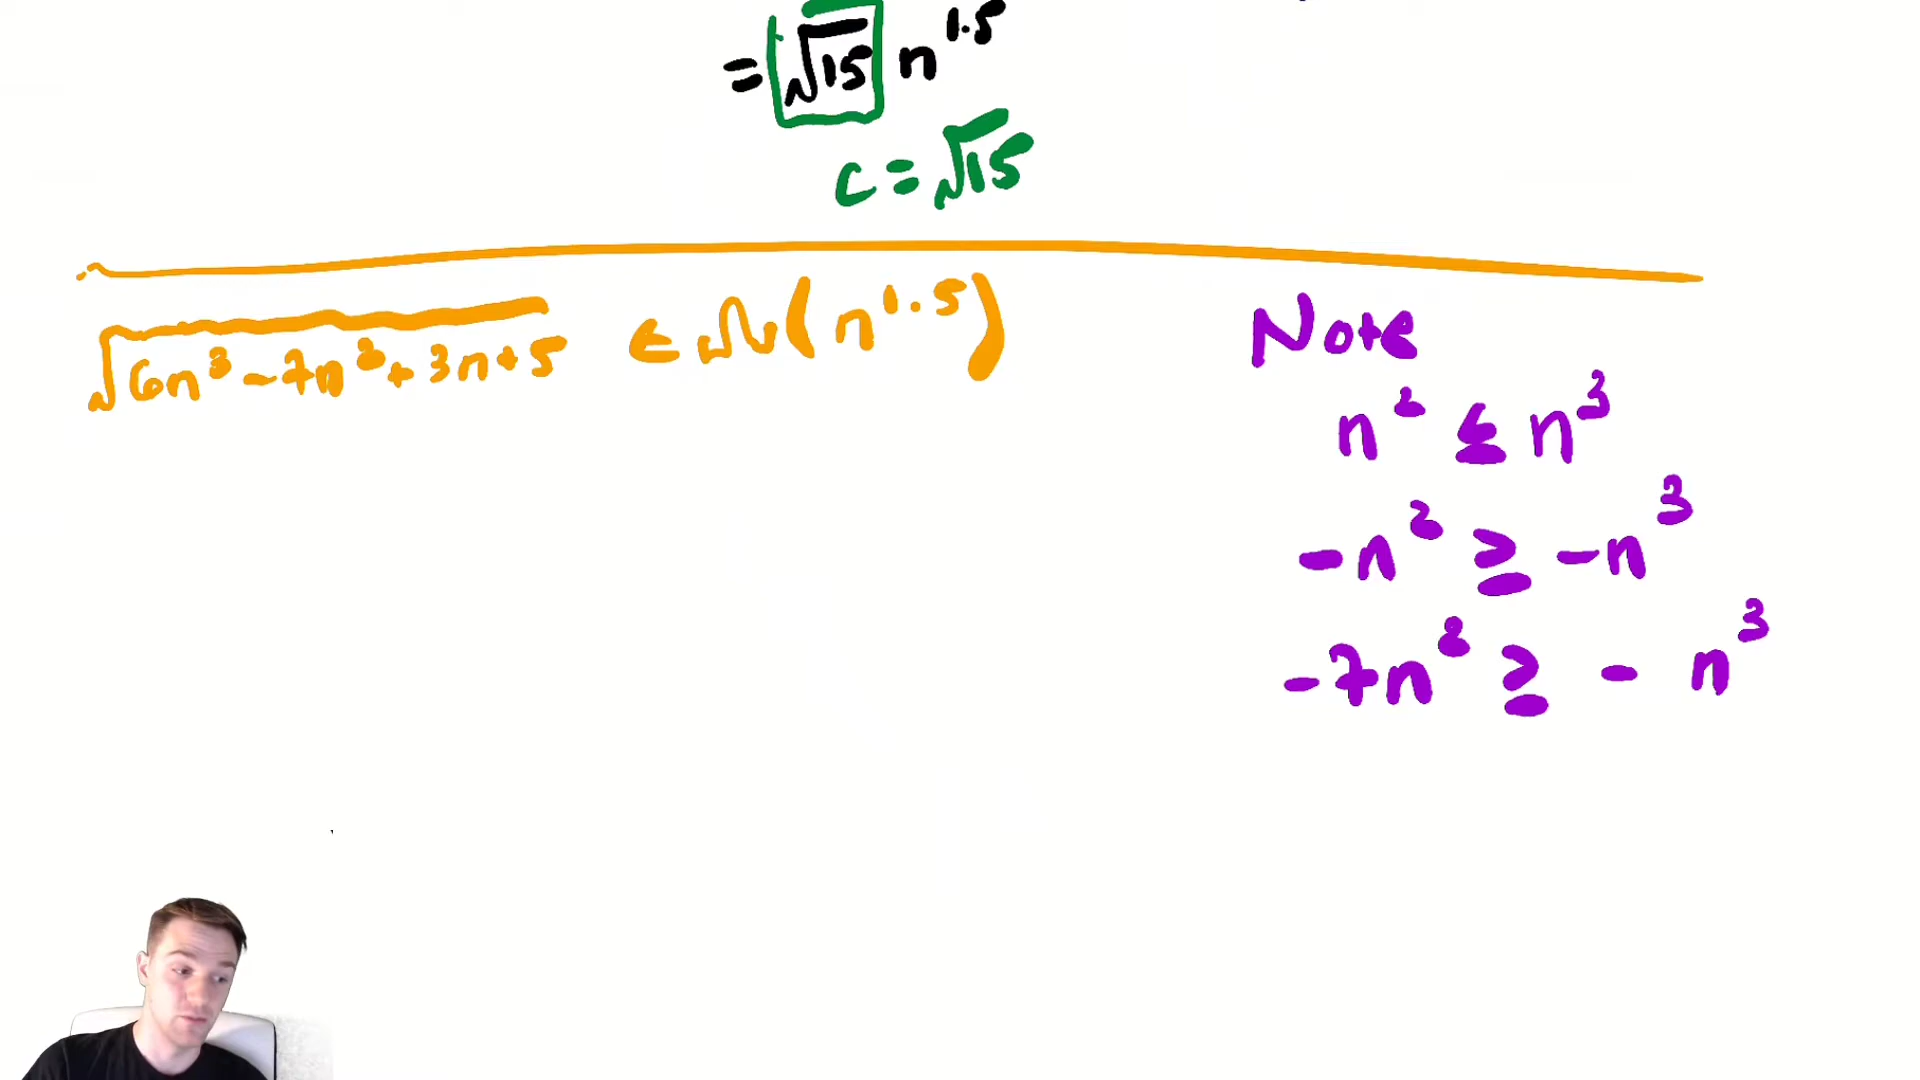 = √15 n^1.5
c = √15
√(6n³ - 7n² + 3n + 5) ∈ Ω(n^1.5)
Note
n² ≤ n³
-n² ≥ -n³
-7n² ≥ - n³